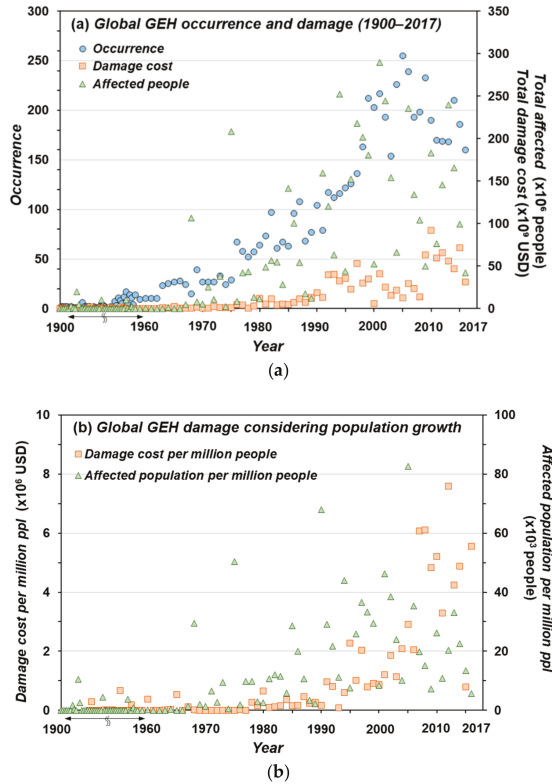 (a) Global GEH occurrence and damage (1900–2017)
Occurrence
Damage cost
Affected people
300
250
200
150
100
50
0
Occurrence
350
300
250
200
150
100
50
0
Total affected (x10⁶ people)
Total damage cost (x10⁹ USD)
1900 1960 1970 1980 1990 2000 2010 2017
Year
(a)
(b) Global GEH damage considering population growth
Damage cost per million people
Affected population per million people
10
8
6
4
2
0
Damage cost per million ppl (x10⁶ USD)
100
80
60
40
20
0
Affected population per million ppl
(x10³ people)
1900 1960 1970 1980 1990 2000 2010 2017
Year
(b)